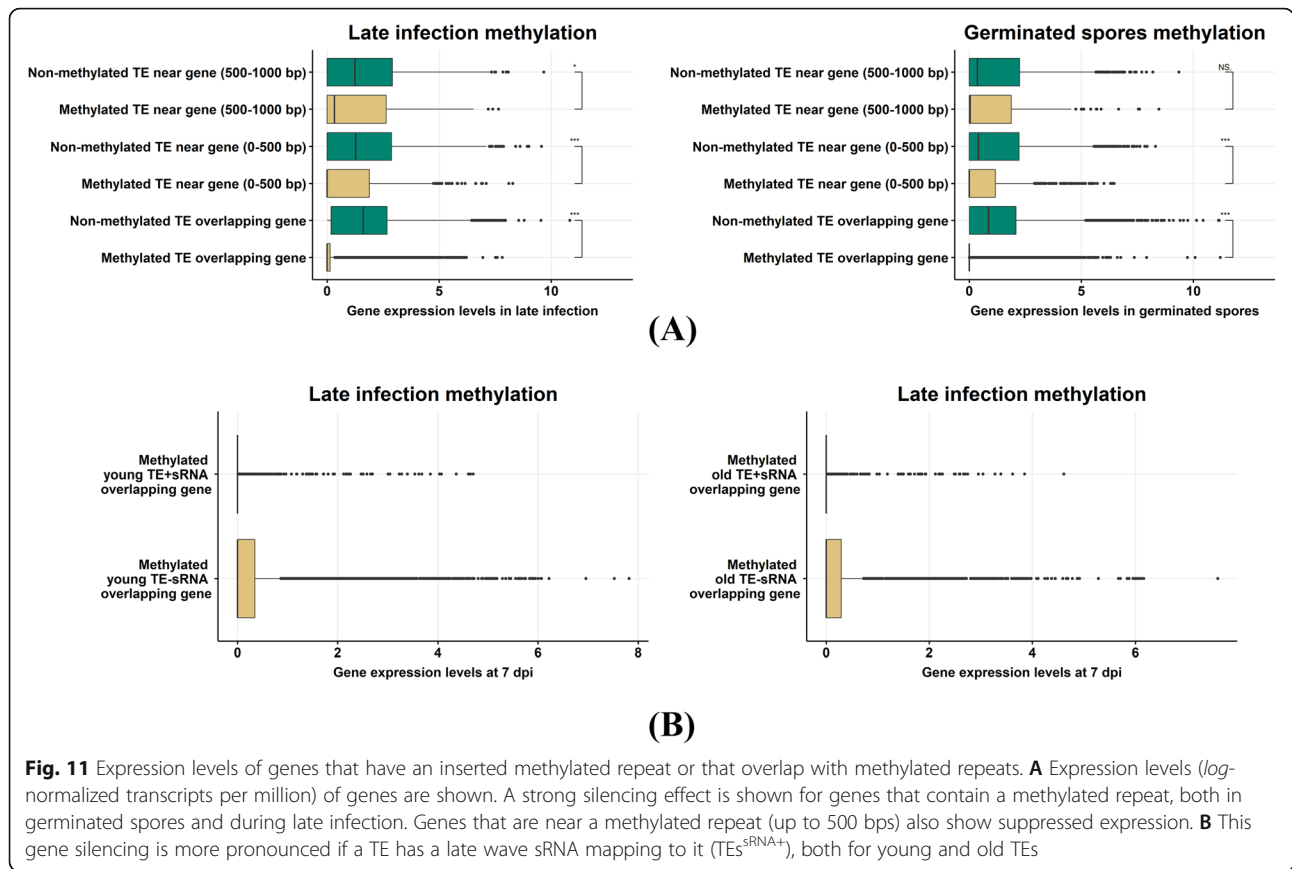 Late infection methylation
Non-methylated TE near gene (500-1000 bp)
Methylated TE near gene (500-1000 bp)
Non-methylated TE near gene (0-500 bp)
Methylated TE near gene (0-500 bp)
Non-methylated TE overlapping gene
Methylated TE overlapping gene
*
***
***
0 5 10
Gene expression levels in late infection
Germinated spores methylation
Non-methylated TE near gene (500-1000 bp)
Methylated TE near gene (500-1000 bp)
Non-methylated TE near gene (0-500 bp)
Methylated TE near gene (0-500 bp)
Non-methylated TE overlapping gene
Methylated TE overlapping gene
NS.
***
***
0 5 10
Gene expression levels in germinated spores
(A)
Late infection methylation
Methylated
young TE+sRNA
overlapping gene
Methylated
young TE-sRNA
overlapping gene
0 2 4 6 8
Gene expression levels at 7 dpi
Late infection methylation
Methylated
old TE+sRNA
overlapping gene
Methylated
old TE-sRNA
overlapping gene
0 2 4 6
Gene expression levels at 7 dpi
(B)
Fig. 11 Expression levels of genes that have an inserted methylated repeat or that overlap with methylated repeats. A Expression levels (log-
normalized transcripts per million) of genes are shown. A strong silencing effect is shown for genes that contain a methylated repeat, both in
germinated spores and during late infection. Genes that are near a methylated repeat (up to 500 bps) also show suppressed expression. B This
gene silencing is more pronounced if a TE has a late wave sRNA mapping to it (TEs^sRNA+), both for young and old TEs